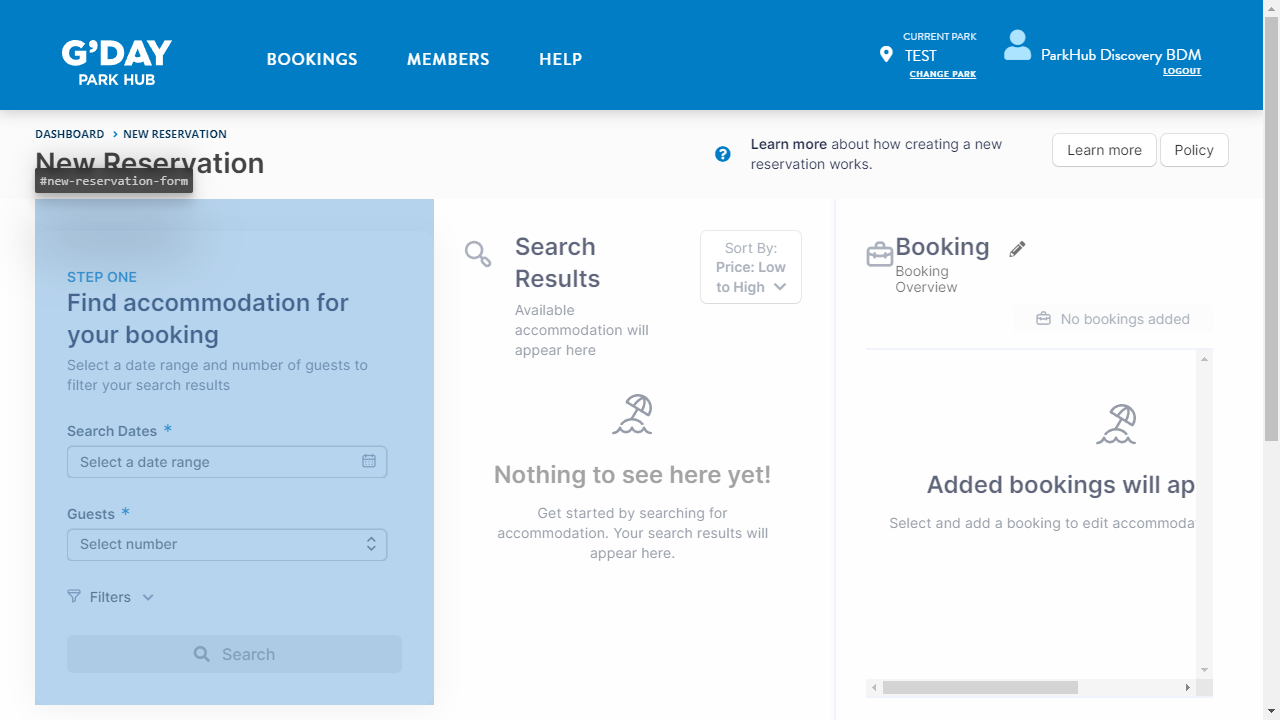 G'DAY
PARK HUB
BOOKINGS
MEMBERS
HELP
CURRENT PARK
TEST
CHANGE PARK
ParkHub Discovery BDM
LOGOUT
DASHBOARD > NEW RESERVATION
New Reservation
#new-reservation-form
Learn more about how creating a new
reservation works.
Learn more
Policy
STEP ONE
Find accommodation for
your booking
Select a date range and number of guests to
filter your search results
Search Dates *
Select a date range
Guests *
Select number
Filters
Search
Search
Results
Available
accommodation will
appear here
Sort By:
Price: Low
to High
Nothing to see here yet!
Get started by searching for
accommodation. Your search results will
appear here.
Booking
Booking
Overview
No bookings added
Added bookings will ap
Select and add a booking to edit accommoda